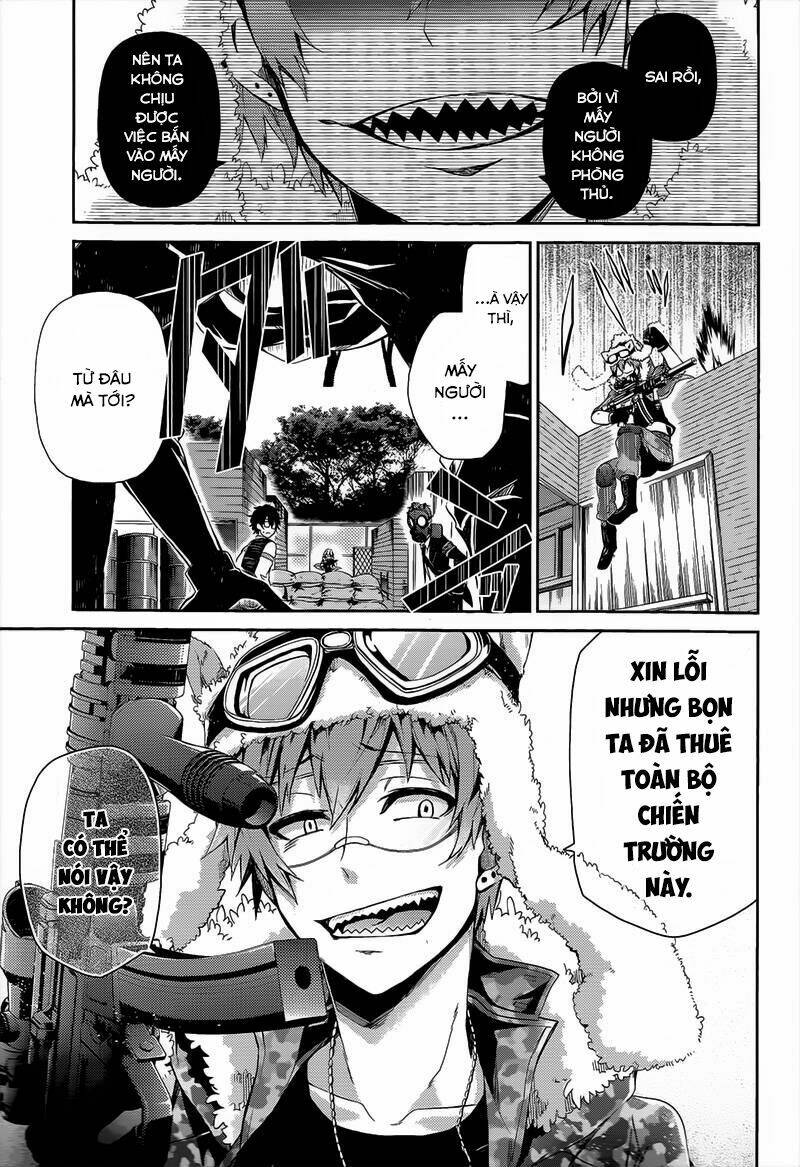 SAI RỒI,
BỞI VÌ
MẤY
NGƯỜI
KHÔNG
PHÒNG
THỦ.
NÊN TA
KHÔNG
CHỊU
ĐƯỢC
VIỆC BẮN
VÀO MẤY
NGƯỜI.
...À VẬY
THÌ,
MẤY
NGƯỜI
...
TỪ ĐÂU
MÀ TỚI?
XIN LỖI
NHƯNG BỌN
TA ĐÃ THUÊ
TOÀN BỘ
CHIẾN
TRƯỜNG
NÀY.
TA
CÓ THỂ
NÓI VẬY
KHÔNG?